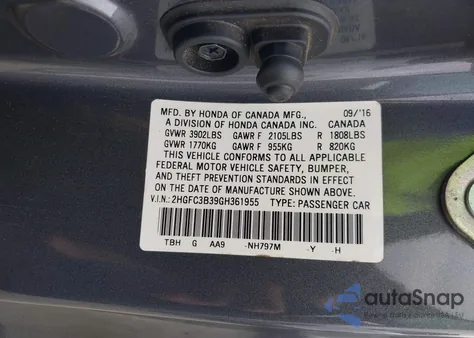 MFD. BY HONDA OF CANADA MFG., 09/'16
A DIVISION OF HONDA CANADA INC. CANADA
GVWR 3902LBS GAWR F 2105LBS R 1808LBS
GVWR 1770KG GAWR F 955KG R 820KG
THIS VEHICLE CONFORMS TO ALL APPLICABLE
FEDERAL MOTOR VEHICLE SAFETY, BUMPER,
AND THEFT PREVENTION STANDARDS IN EFFECT
ON THE DATE OF MANUFACTURE SHOWN ABOVE.
V.I.N.: 2HGFC3B39GH361955 TYPE: PASSENGER CAR
TBH G AA9 -NH797M -Y -H
autoSnap